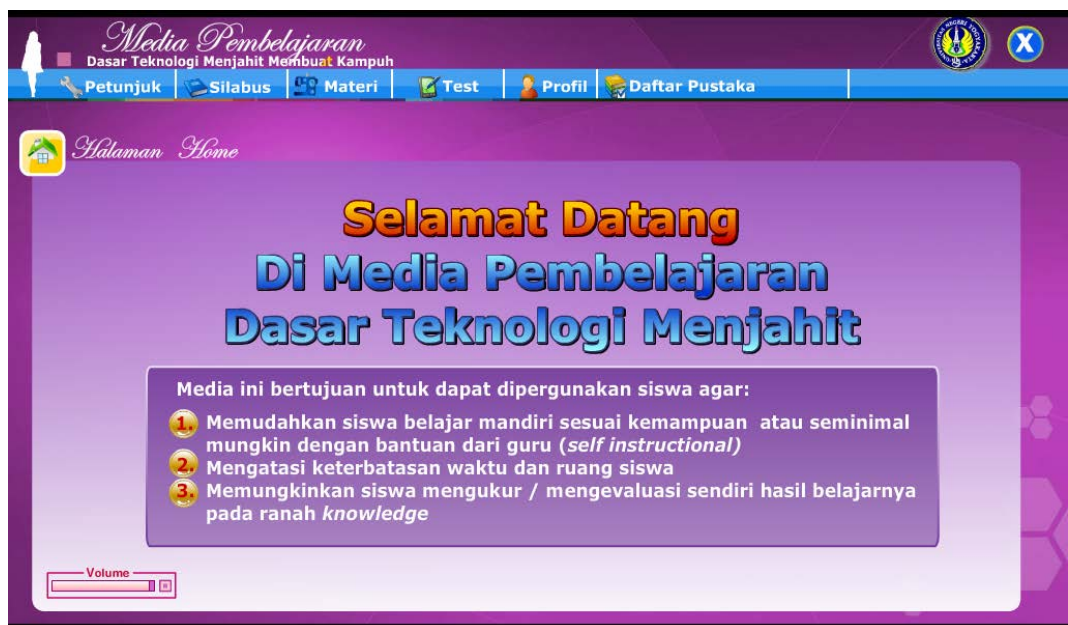 Media Pembelajaran
Dasar Teknologi Menjahit Membuat Kampuh
Petunjuk Silabus Materi Test Profil Daftar Pustaka
Halaman Home
Selamat Datang
Di Media Pembelajaran
Dasar Teknologi Menjahit
Media ini bertujuan untuk dapat dipergunakan siswa agar:
1. Memudahkan siswa belajar mandiri sesuai kemampuan atau seminimal
mungkin dengan bantuan dari guru (self instructional)
2. Mengatasi keterbatasan waktu dan ruang siswa
3. Memungkinkan siswa mengukur / mengevaluasi sendiri hasil belajarnya
pada ranah knowledge
Volume
X